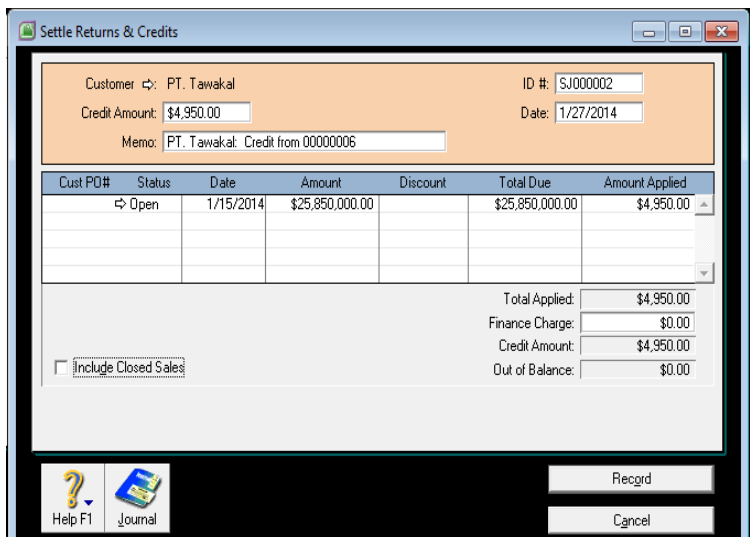 Settle Returns & Credits
Customer ⇨: PT. Tawakal ID #: SJ000002
Credit Amount: $4,950.00 Date: 1/27/2014
Memo: PT. Tawakal: Credit from 00000006
Cust PO# Status Date Amount Discount Total Due Amount Applied
⇨ Open 1/15/2014 $25,850,000.00 $25,850,000.00 $4,950.00
Total Applied: $4,950.00
Finance Charge: $0.00
Credit Amount: $4,950.00
Include Closed Sales Out of Balance: $0.00
Help F1 Journal Record
Cancel